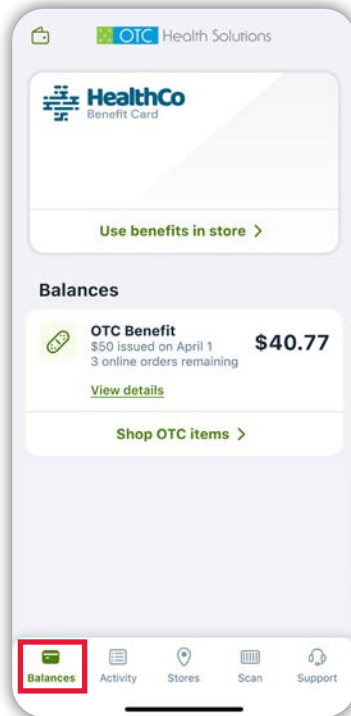 OTC Health Solutions
HealthCo
Benefit Card
Use benefits in store >
Balances
OTC Benefit
$50 issued on April 1
3 online orders remaining
$40.77
View details
Shop OTC items >
Balances
Activity
Stores
Scan
Support